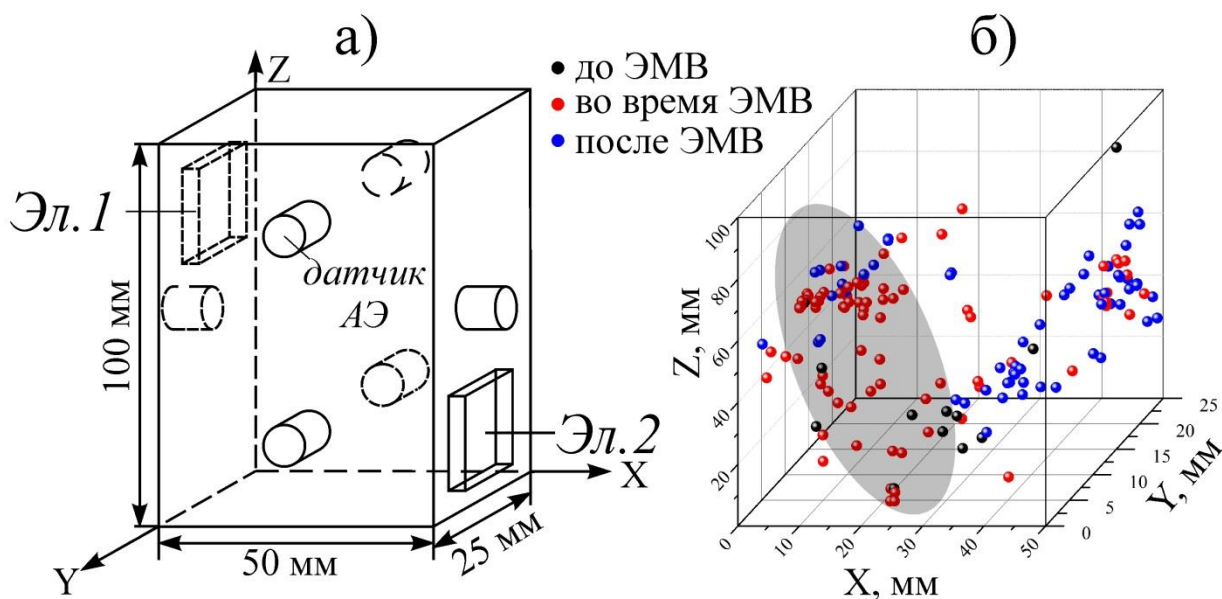 а)
Z
Эл.1
датчик
АЭ
Эл.2
100 мм
X
25 мм
50 мм
Y
б)
до ЭМВ
во время ЭМВ
после ЭМВ
100
80
60
40
20
Z, мм
0
10
20
30
40
50
X, мм
0
5
10
15
20
25
Y, мм